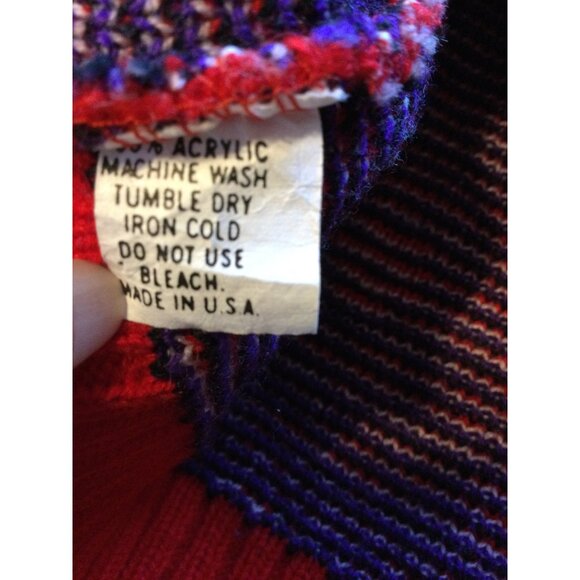 % ACRYLIC
MACHINE WASH
TUMBLE DRY
IRON COLD
DO NOT USE
BLEACH.
MADE IN U.S.A.